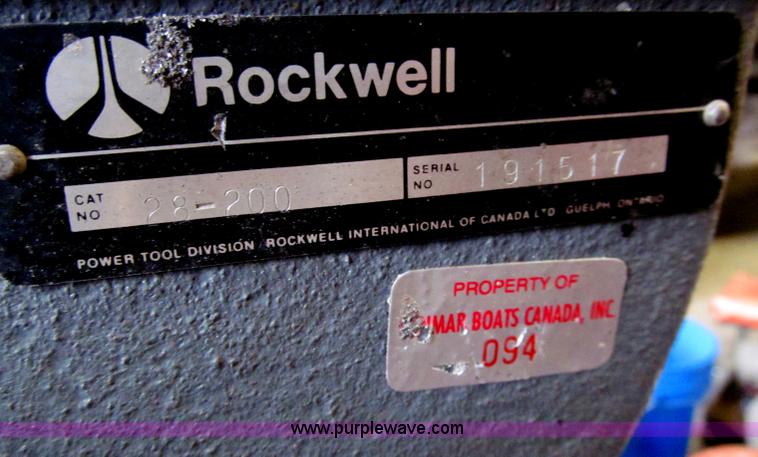 Rockwell
CAT NO 28-200
SERIAL NO 191517
POWER TOOL DIVISION ROCKWELL INTERNATIONAL OF CANADA LTD GUELPH, ONTARIO
PROPERTY OF
BOATS CANADA, INC.
094
www.purplewave.com